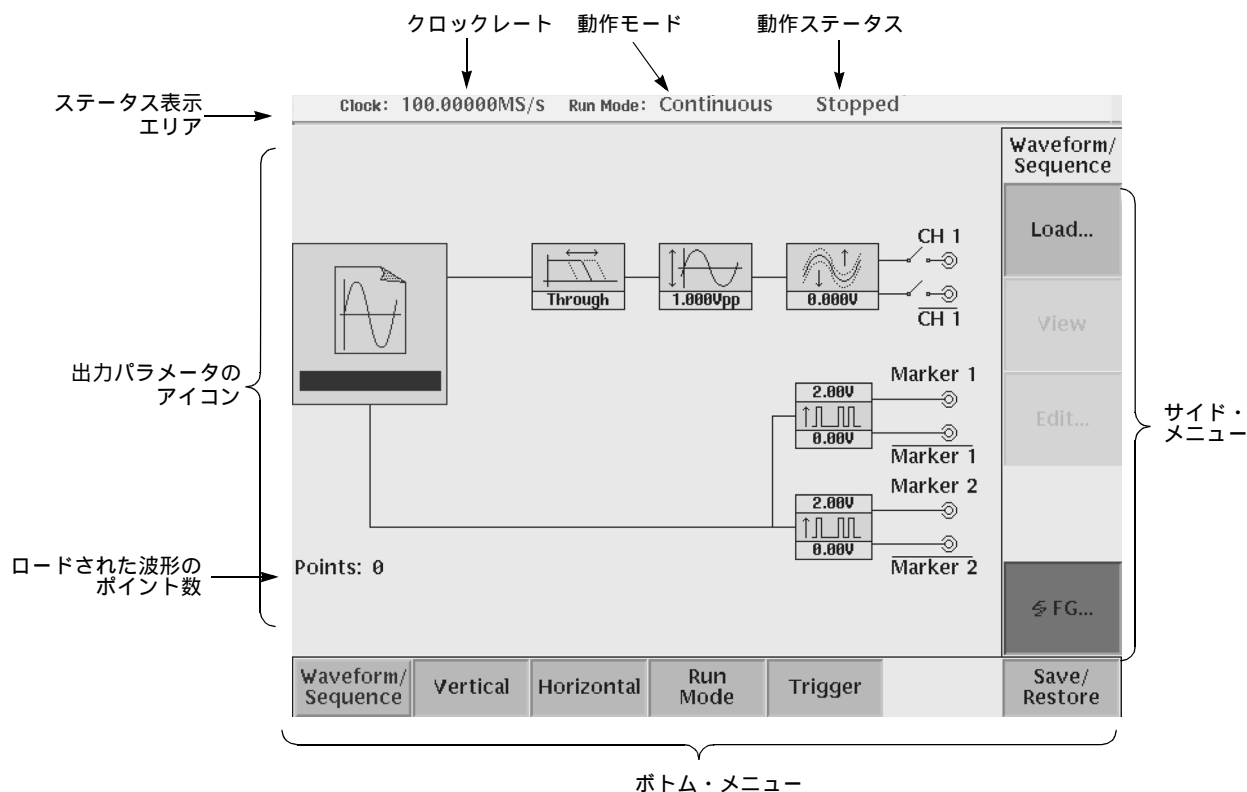 クロックレート 動作モード 動作ステータス
ステータス表示
エリア
Clock: 100.00000MS/s Run Mode: Continuous Stopped
Waveform/
Sequence
Load...
View
Edit...
FG...
CH 1
CH 1
Through
1.000Vpp
0.000V
出力パラメータの
アイコン
Marker 1
2.00V
0.00V
Marker 1
Marker 2
2.00V
0.00V
Marker 2
サイド・
メニュー
ロードされた波形の
ポイント数
Points: 0
Waveform/
Sequence
Vertical
Horizontal
Run
Mode
Trigger
Save/
Restore
ボトム・メニュー